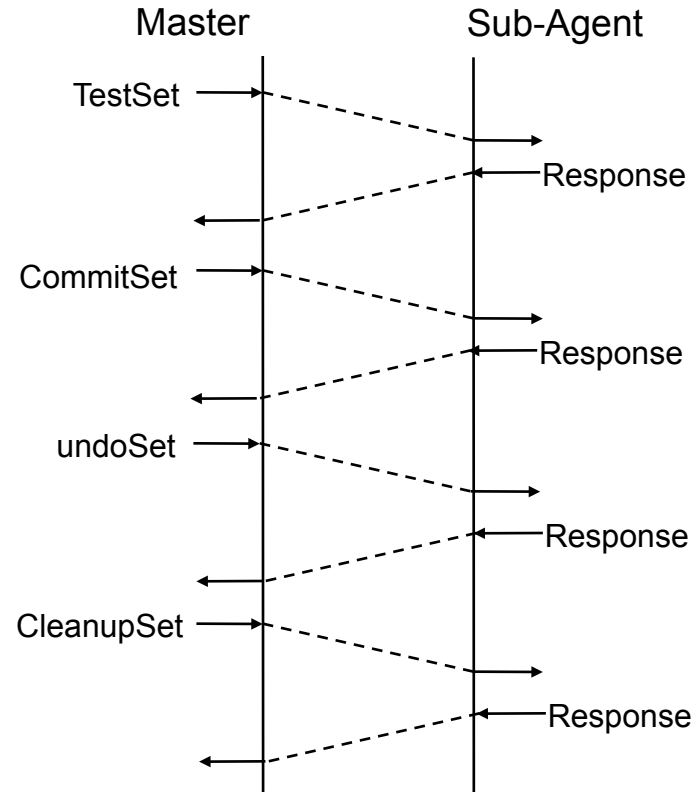 Master
Sub-Agent
TestSet
Response
CommitSet
Response
undoSet
Response
CleanupSet
Response